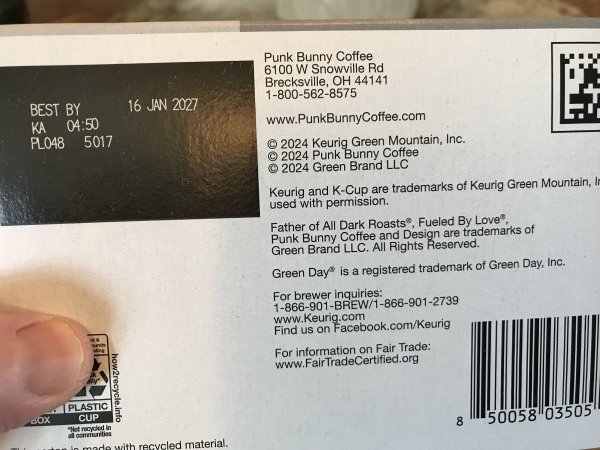 BEST BY 16 JAN 2027
KA 04:50
PL048 5017
Punk Bunny Coffee
6100 W Snowville Rd
Brecksville, OH 44141
1-800-562-8575
www.PunkBunnyCoffee.com
© 2024 Keurig Green Mountain, Inc.
© 2024 Punk Bunny Coffee
© 2024 Green Brand LLC
Keurig and K-Cup are trademarks of Keurig Green Mountain, I
used with permission.
Father of All Dark Roasts®, Fueled By Love®,
Punk Bunny Coffee and Design are trademarks of
Green Brand LLC. All Rights Reserved.
Green Day® is a registered trademark of Green Day, Inc.
For brewer inquiries:
1-866-901-BREW/1-866-901-2739
www.Keurig.com
Find us on Facebook.com/Keurig
For information on Fair Trade:
www.FairTradeCertified.org
how2recycle.info
PLASTIC
BOX CUP
*Not recycled in
all communities
made with recycled material.
8 50058 03505